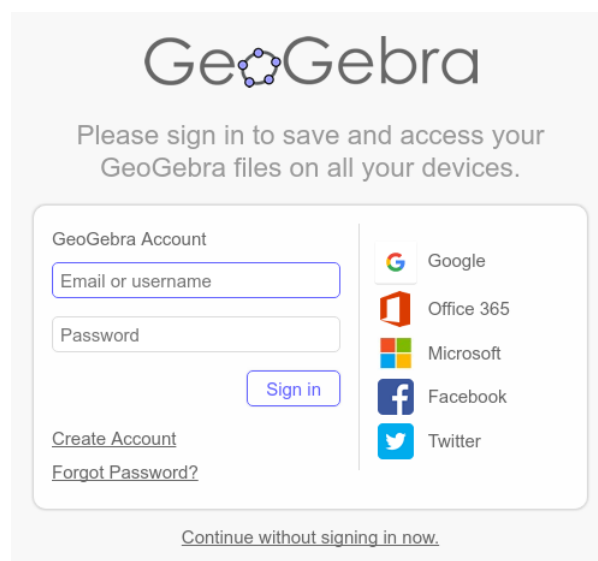 GeoGebra
Please sign in to save and access your
GeoGebra files on all your devices.
GeoGebra Account
Email or username
Password
Sign in
Create Account
Forgot Password?
Google
Office 365
Microsoft
Facebook
Twitter
Continue without signing in now.